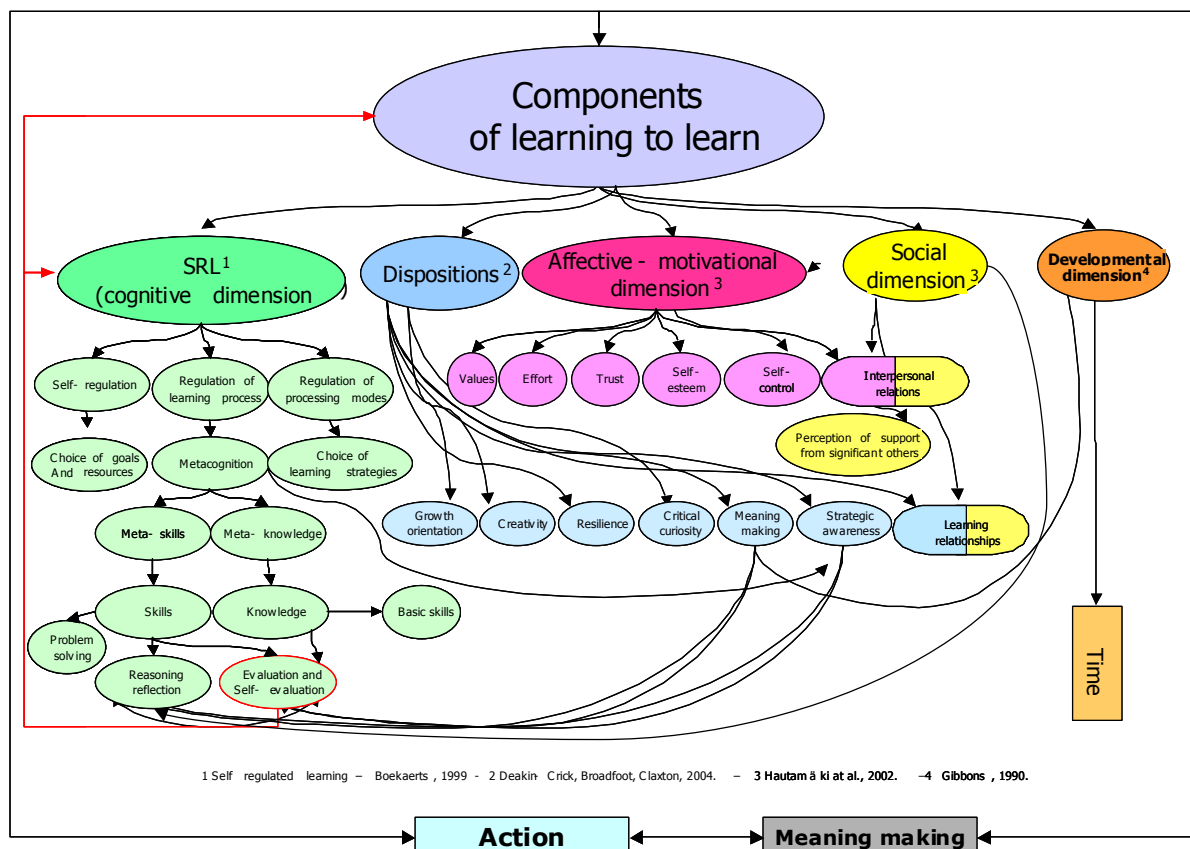 Components
of learning to learn
SRL1
(cognitive dimension )
Dispositions 2
Affective - motivational
dimension 3
Social
dimension 3
Developmental
dimension4
Self- regulation
Regulation of
learning process
Regulation of
processing modes
Values
Effort
Trust
Self-
esteem
Self-
control
Interpersonal
relations
Choice of goals
And resources
Metacognition
Choice of
learning strategies
Perception of support
from significant others
Growth
orientation
Creativity
Resilience
Critical
curiosity
Meaning
making
Strategic
awareness
Learning
relationships
Meta- skills
Meta- knowledge
Skills
Knowledge
Basic skills
Problem
solving
Reasoning
reflection
Evaluation and
Self- evaluation
Time
1 Self regulated learning – Boekaerts , 1999 - 2 Deakin- Crick, Broadfoot, Claxton, 2004. – 3 Hautamäki at al., 2002. –4 Gibbons , 1990.
Action
Meaning making